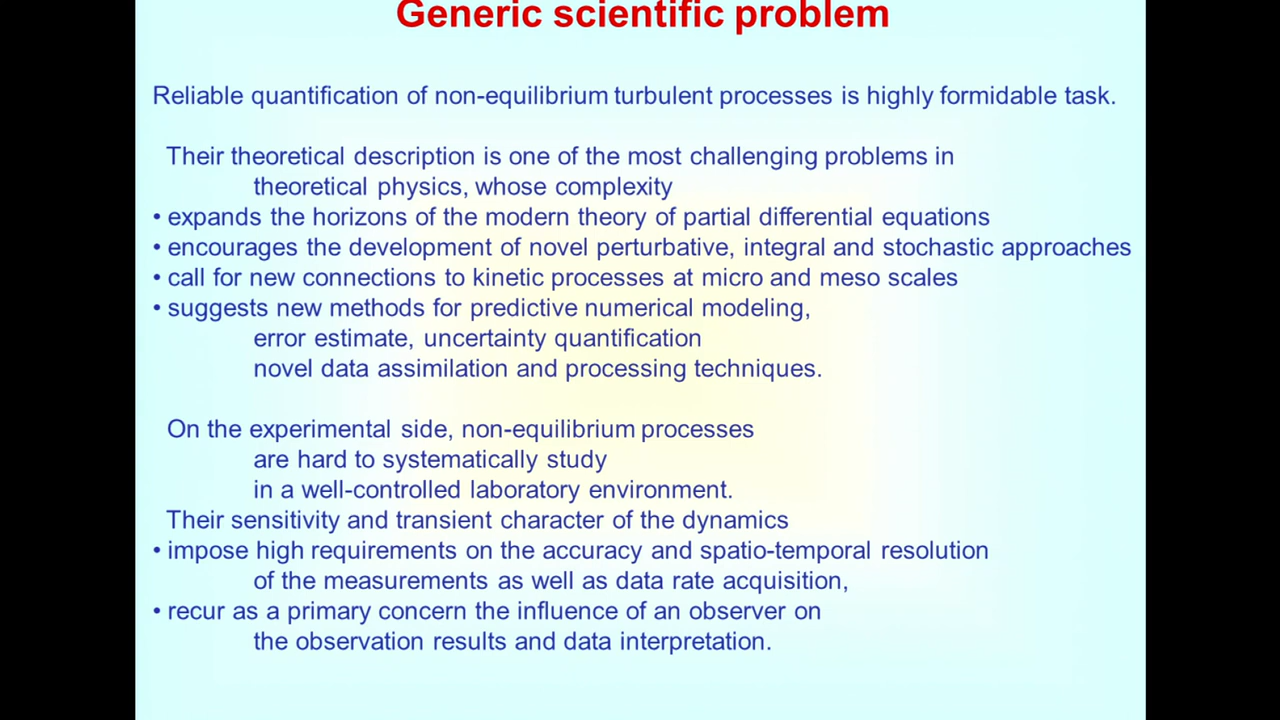 Generic scientific problem
Reliable quantification of non-equilibrium turbulent processes is highly formidable task.
Their theoretical description is one of the most challenging problems in
theoretical physics, whose complexity
• expands the horizons of the modern theory of partial differential equations
• encourages the development of novel perturbative, integral and stochastic approaches
• call for new connections to kinetic processes at micro and meso scales
• suggests new methods for predictive numerical modeling,
error estimate, uncertainty quantification
novel data assimilation and processing techniques.
On the experimental side, non-equilibrium processes
are hard to systematically study
in a well-controlled laboratory environment.
Their sensitivity and transient character of the dynamics
• impose high requirements on the accuracy and spatio-temporal resolution
of the measurements as well as data rate acquisition,
• recur as a primary concern the influence of an observer on
the observation results and data interpretation.